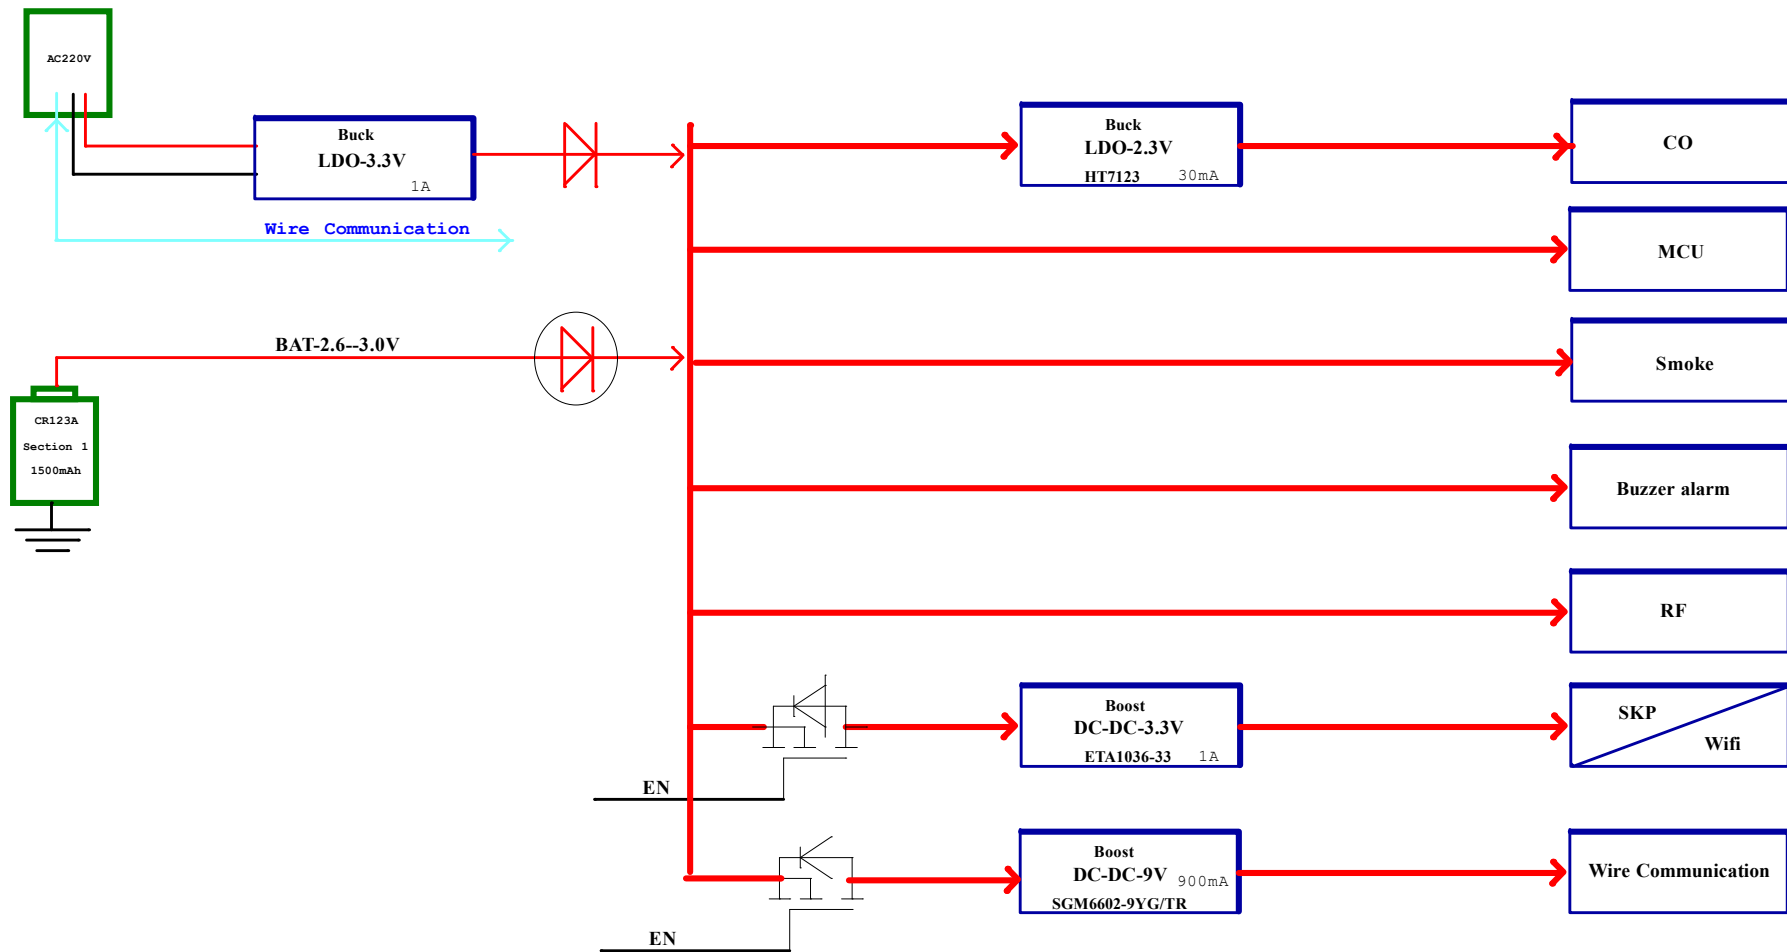 AC220V
Buck
LDO-3.3V
1A
Wire Communication
BAT-2.6--3.0V
CR123A
Section 1
1500mAh
Buck
LDO-2.3V
HT7123 30mA
CO
MCU
Smoke
Buzzer alarm
RF
EN
Boost
DC-DC-3.3V
ETA1036-33 1A
SKP
Wifi
EN
Boost
DC-DC-9V 900mA
SGM6602-9YG/TR
Wire Communication